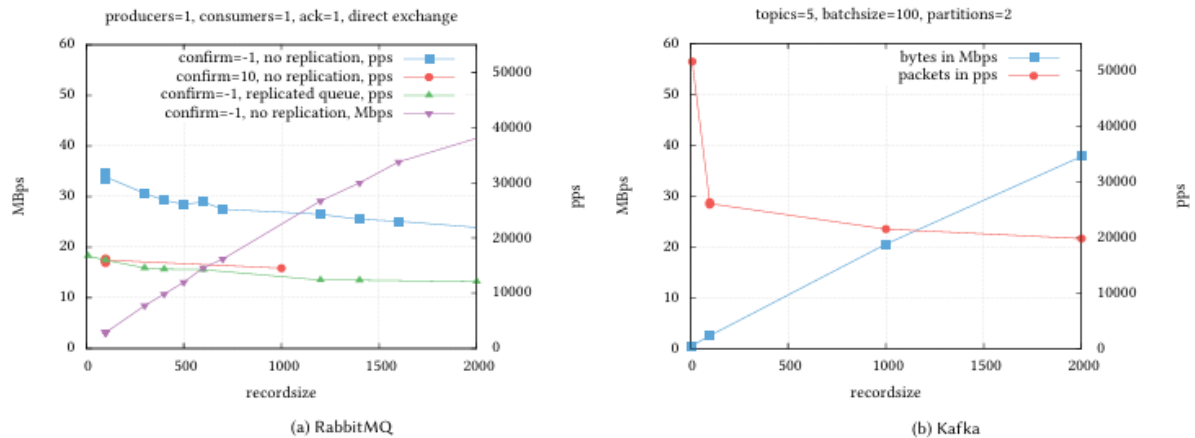 producers=1, consumers=1, ack=1, direct exchange
60
50
40
30
20
10
0
MBps
confirm=-1, no replication, pps
confirm=10, no replication, pps
confirm=-1, replicated queue, pps
confirm=-1, no replication, Mbps
50000
40000
30000
20000
10000
0
pps
0 500 1000 1500 2000
recordsize
(a) RabbitMQ
topics=5, batchsize=100, partitions=2
60
50
40
30
20
10
0
MBps
bytes in Mbps
packets in pps
50000
40000
30000
20000
10000
0
pps
0 500 1000 1500 2000
recordsize
(b) Kafka